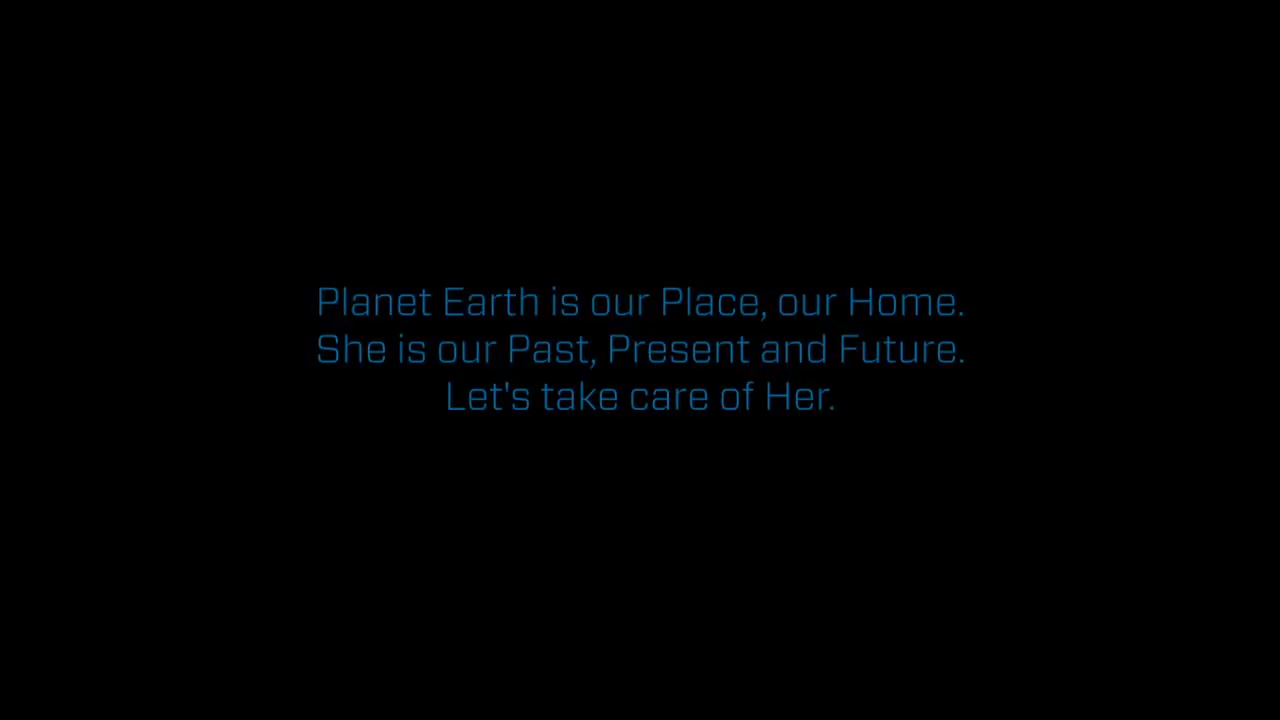 Planet Earth is our Place, our Home.
She is our Past, Present and Future.
Let's take care of Her.